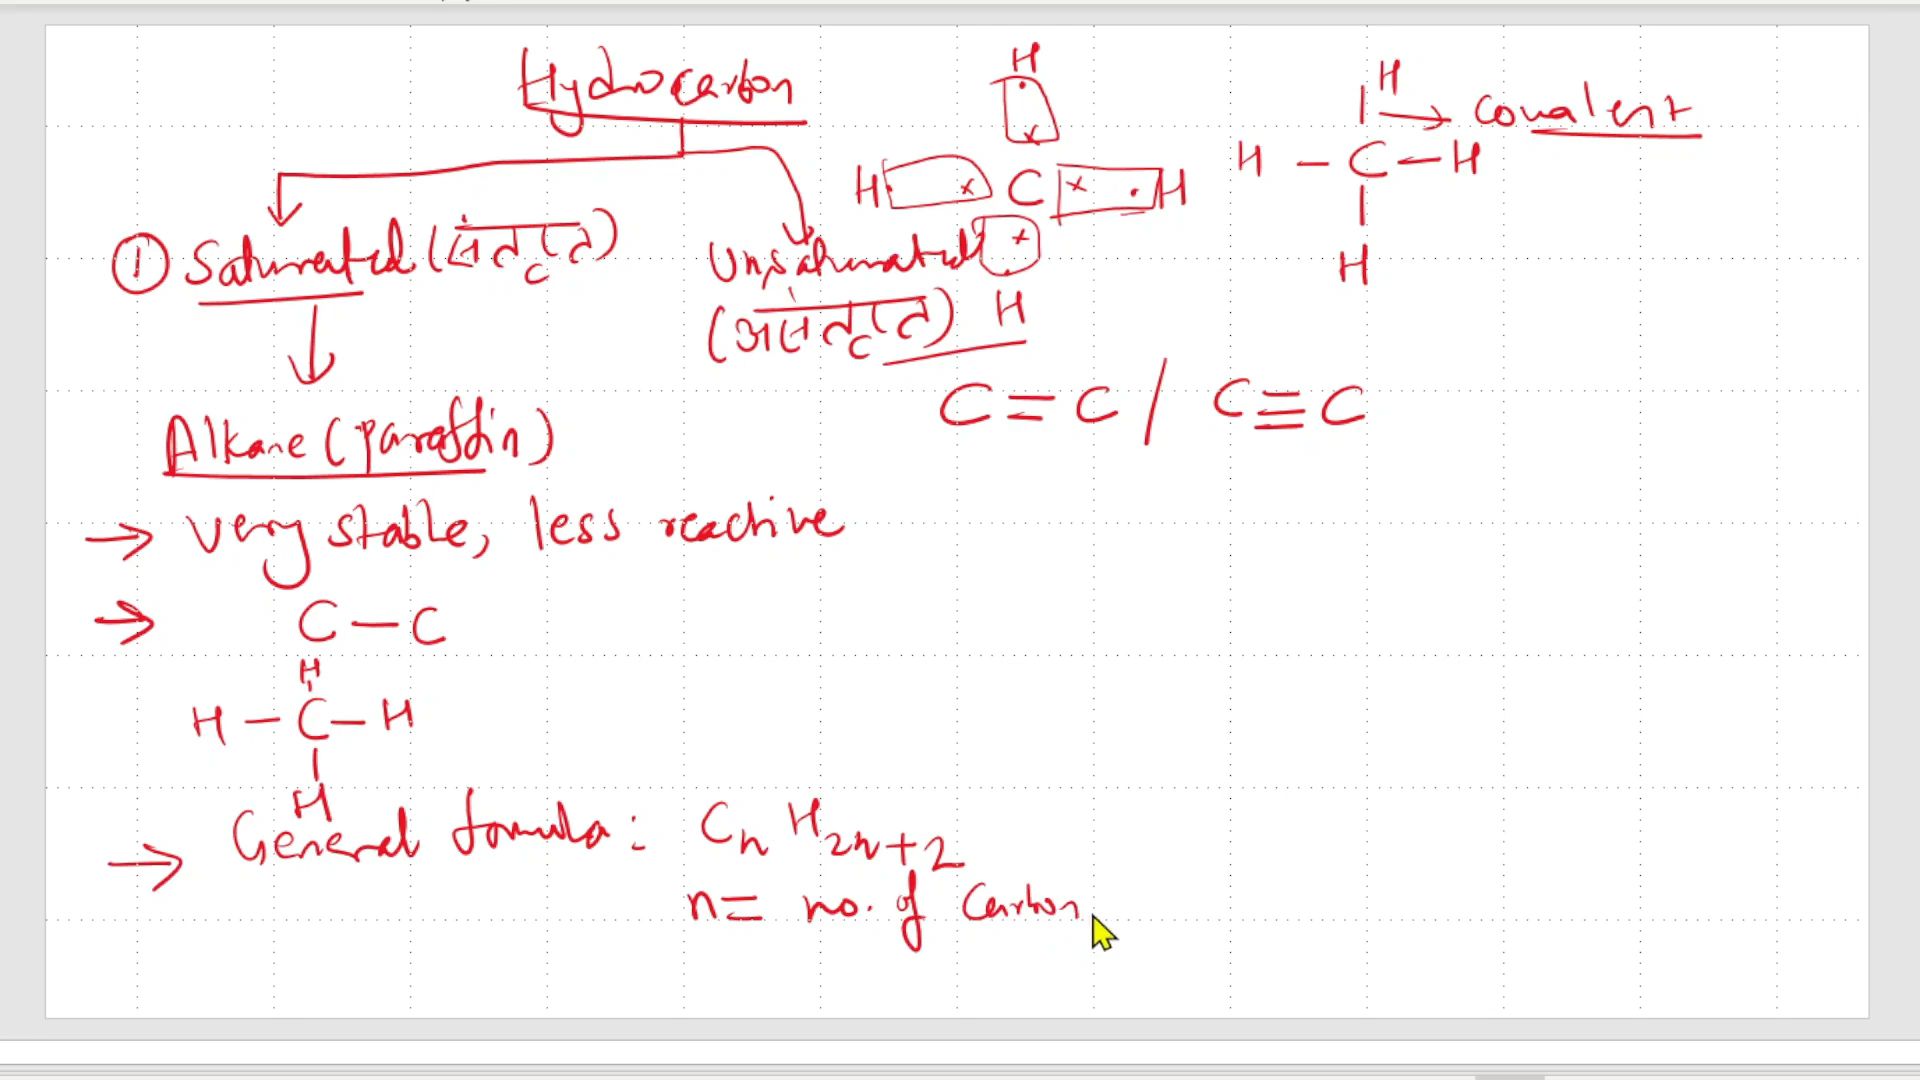 Hydrocarbon
① Saturated (संतृप्त)
Unsaturated
(असंतृप्त)
H
H C H
H
H
H – C – H
H
→ Covalent
C = C / C ≡ C
Alkane (paraffin)
→ very stable, less reactive
→ C – C
H
H – C – H
H
→ General formula: CnH2n+2
n = no. of Carbon